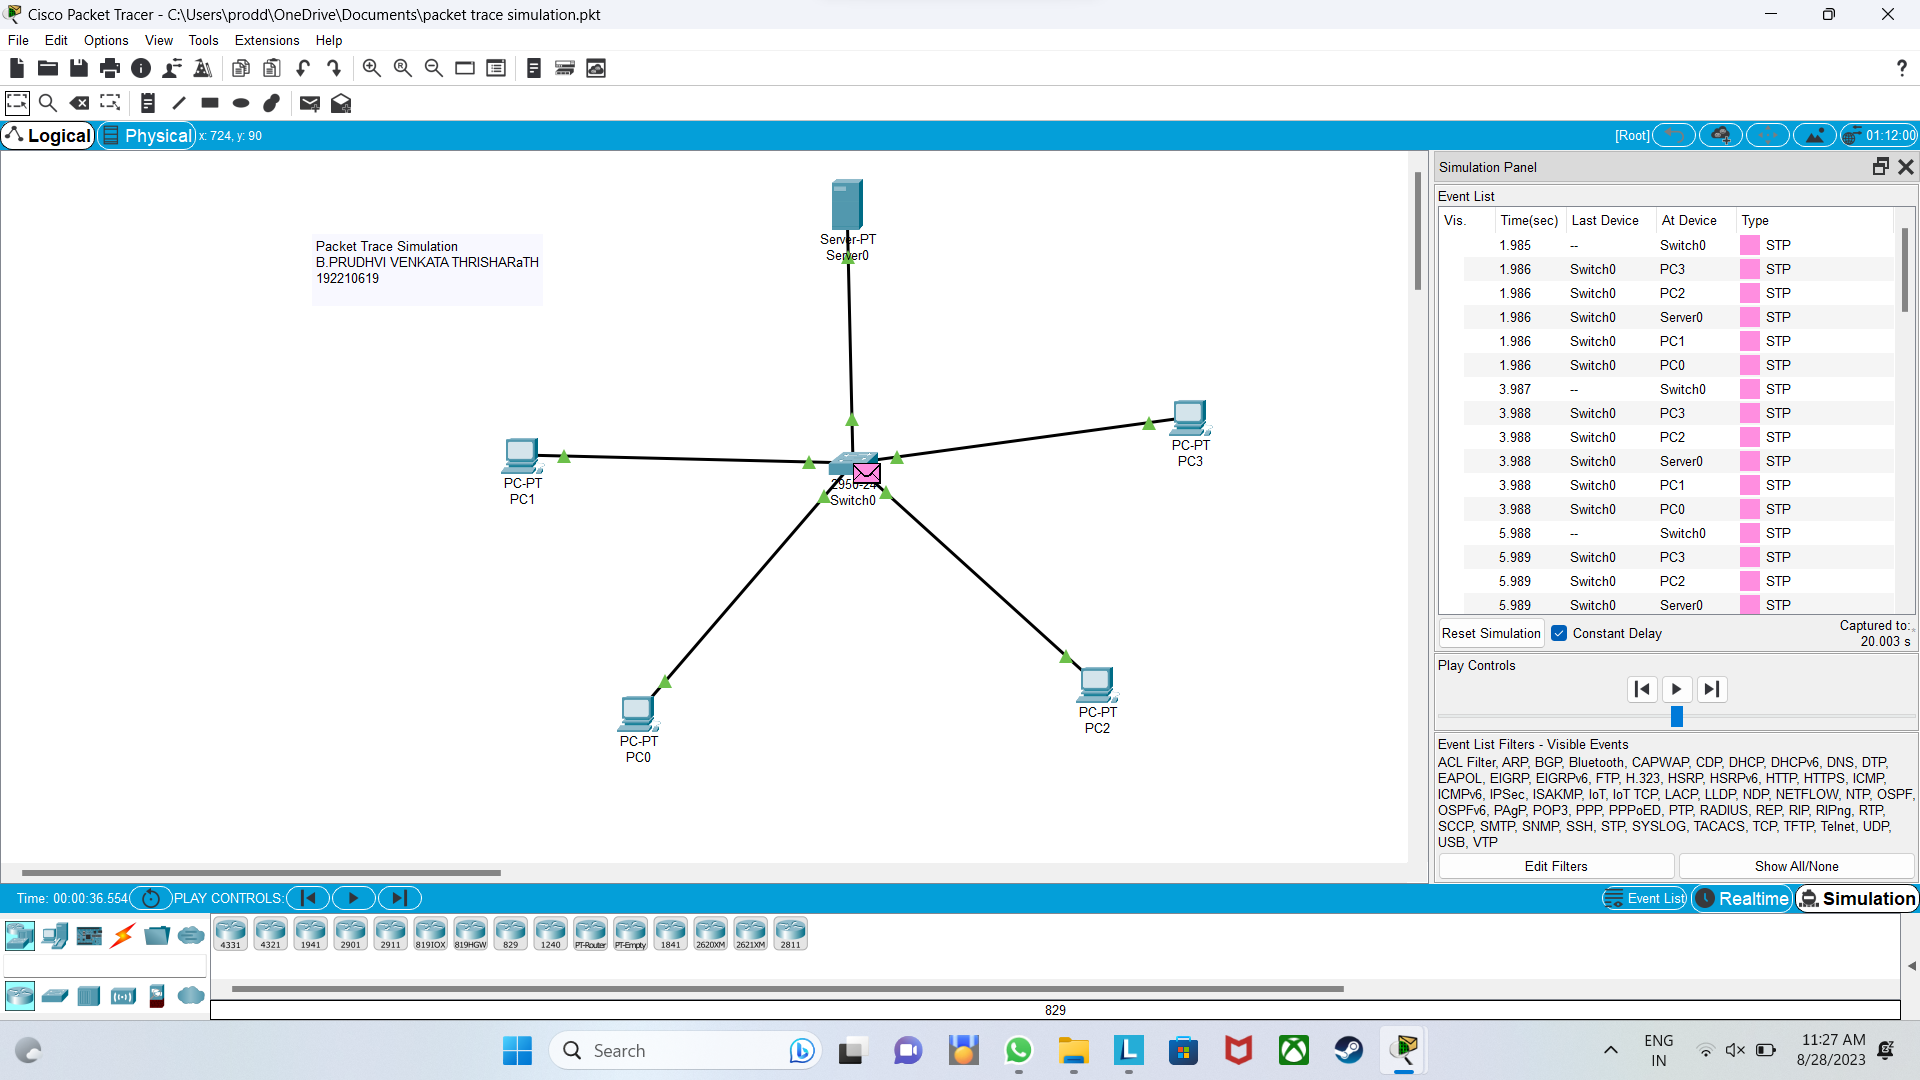 Cisco Packet Tracer - C:\Users\prodd\OneDrive\Documents\packet trace simulation.pkt
File Edit Options View Tools Extensions Help
?
Logical Physical x: 724, y: 90 [Root] 01:12:00
Packet Trace Simulation
B.PRUDHVI VENKATA THRISHARaTH
192210619
Server-PT
Server0
PC-PT
PC3
PC-PT
PC1
2950-24
Switch0
PC-PT
PC2
PC-PT
PC0
Simulation Panel
Event List
Vis. Time(sec) Last Device At Device Type
1.985 -- Switch0 STP
1.986 Switch0 PC3 STP
1.986 Switch0 PC2 STP
1.986 Switch0 Server0 STP
1.986 Switch0 PC1 STP
1.986 Switch0 PC0 STP
3.987 -- Switch0 STP
3.988 Switch0 PC3 STP
3.988 Switch0 PC2 STP
3.988 Switch0 Server0 STP
3.988 Switch0 PC1 STP
3.988 Switch0 PC0 STP
5.988 -- Switch0 STP
5.989 Switch0 PC3 STP
5.989 Switch0 PC2 STP
5.989 Switch0 Server0 STP
Reset Simulation Constant Delay Captured to:
20.003 s
Play Controls
Event List Filters - Visible Events
ACL Filter, ARP, BGP, Bluetooth, CAPWAP, CDP, DHCP, DHCPv6, DNS, DTP,
EAPOL, EIGRP, EIGRPv6, FTP, H.323, HSRP, HSRPv6, HTTP, HTTPS, ICMP,
ICMPv6, IPSec, ISAKMP, IoT, IoT TCP, LACP, LLDP, NDP, NETFLOW, NTP, OSPF,
OSPFv6, PAgP, POP3, PPP, PPPoED, PTP, RADIUS, REP, RIP, RIPng, RTP,
SCCP, SMTP, SNMP, SSH, STP, SYSLOG, TACACS, TCP, TFTP, Telnet, UDP,
USB, VTP
Edit Filters Show All/None
Time: 00:00:36.554 PLAY CONTROLS: Event List Realtime Simulation
4331 4321 1941 2901 2911 819IOX 819HGW 829 1240 PT-Router PT-Empty 1841 2620XM 2621XM 2811
829
Search
ENG
IN
11:27 AM
8/28/2023